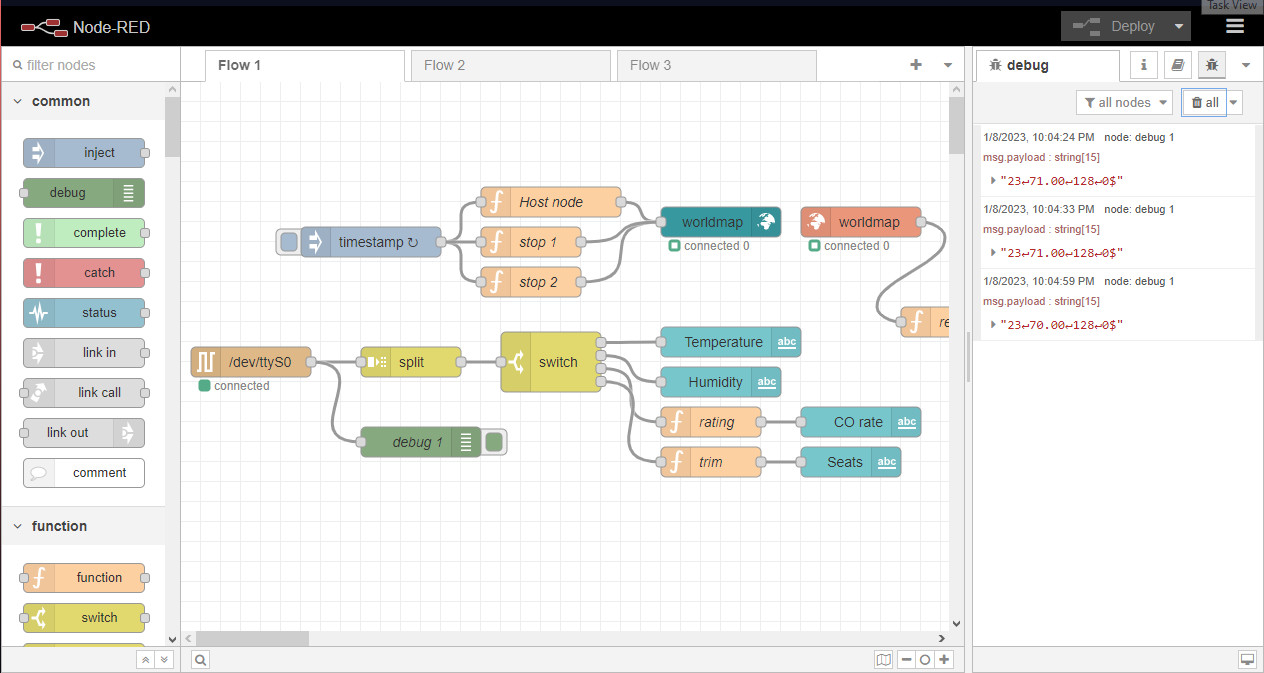 Task View
Node-RED
Deploy
filter nodes
Flow 1
Flow 2
Flow 3
debug
i
all nodes
all
common
inject
debug
complete
catch
status
link in
link call
link out
comment
function
function
switch
timestamp ↻
Host node
stop 1
stop 2
worldmap
connected 0
worldmap
connected 0
re
/dev/ttyS0
connected
split
switch
debug 1
Temperature abc
Humidity abc
rating
CO rate abc
trim
Seats abc
1/8/2023, 10:04:24 PM node: debug 1
msg.payload : string[15]
"23↵71.00↵128↵0$"
1/8/2023, 10:04:33 PM node: debug 1
msg.payload : string[15]
"23↵71.00↵128↵0$"
1/8/2023, 10:04:59 PM node: debug 1
msg.payload : string[15]
"23↵70.00↵128↵0$"